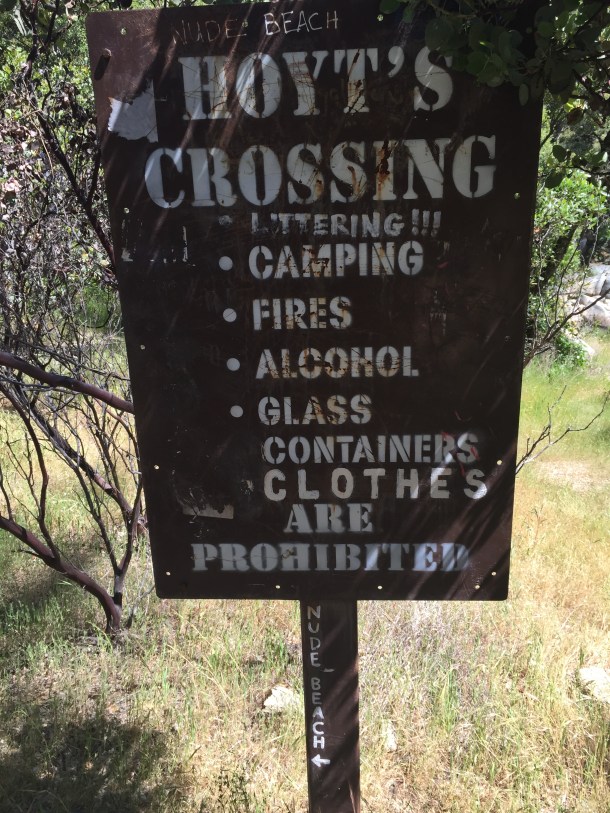 NUDE BEACH
HOYT'S
CROSSING
• LITTERING!!!
• CAMPING
• FIRES
• ALCOHOL
• GLASS
CONTAINERS
• CLOTHES
ARE
PROHIBITED
NUDE BEACH ←